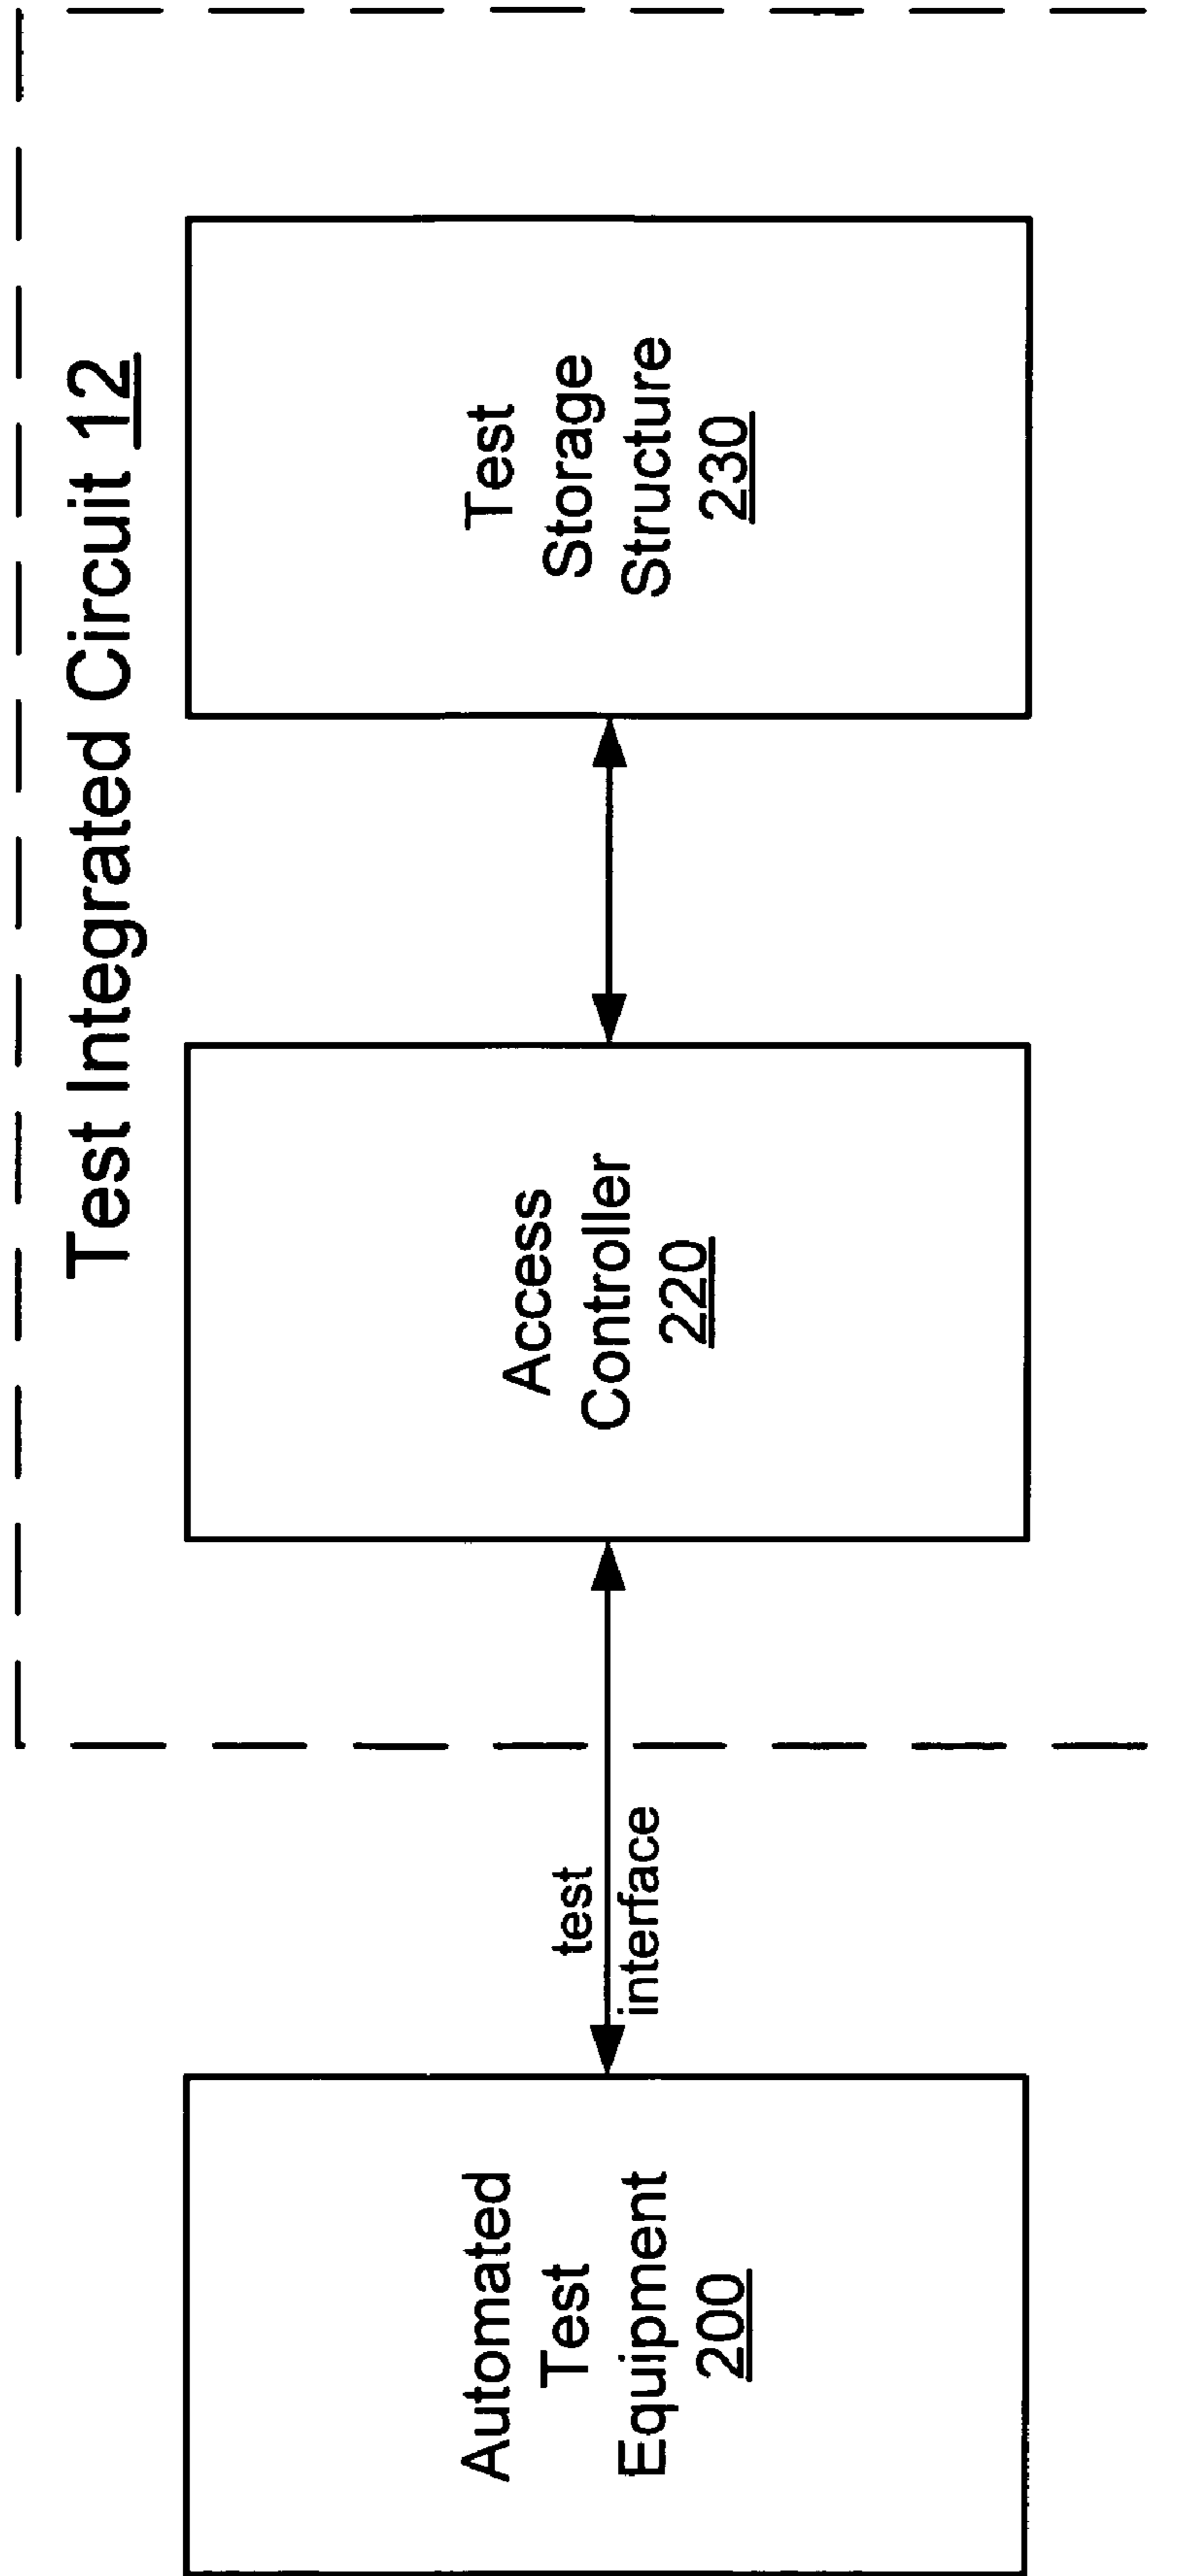 Test Integrated Circuit 12
Automated
Test
Equipment
200
test
interface
Access
Controller
220
Test
Storage
Structure
230